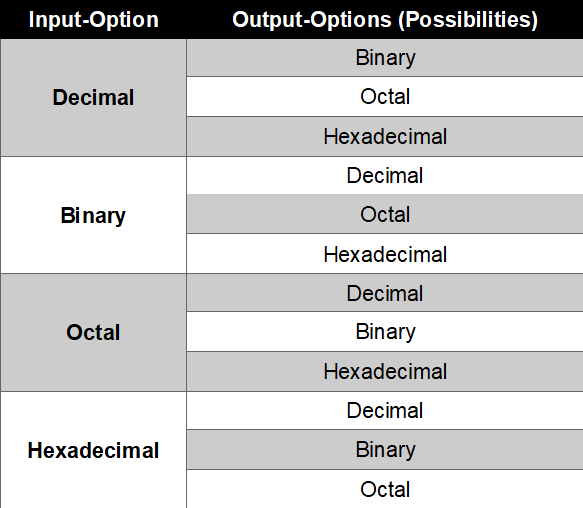 Input-Option Output-Options (Possibilities)
Decimal
Binary
Octal
Hexadecimal
Binary
Decimal
Octal
Hexadecimal
Octal
Decimal
Binary
Hexadecimal
Hexadecimal
Decimal
Binary
Octal